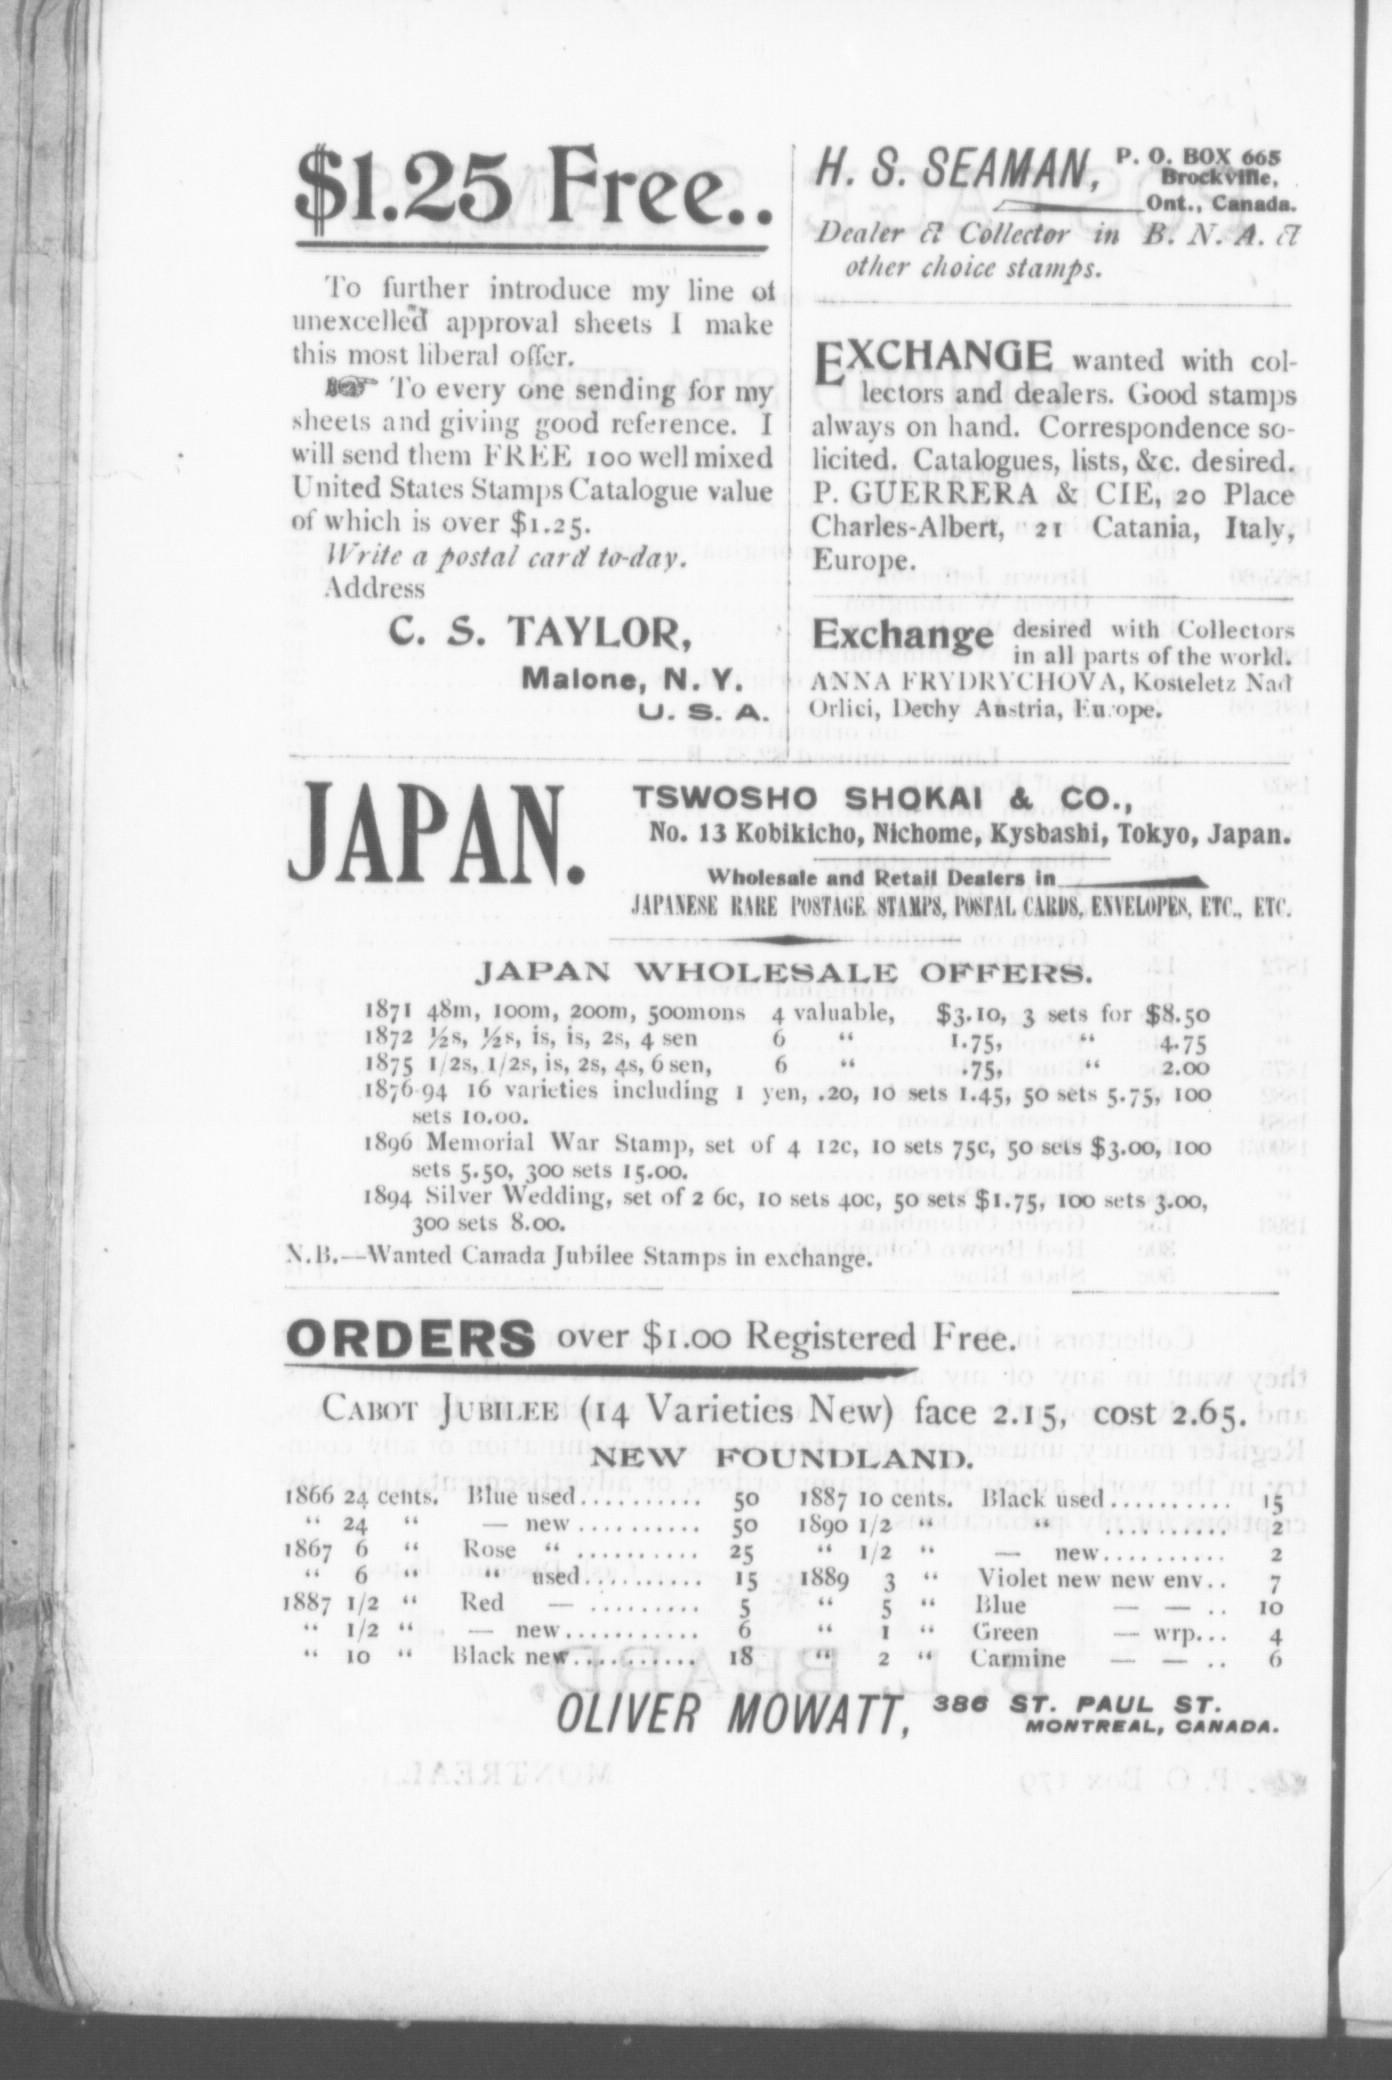 $1.25 Free..
To further introduce my line of
unexcelled approval sheets I make
this most liberal offer.
☞ To every one sending for my
sheets and giving good reference. I
will send them FREE 100 well mixed
United States Stamps Catalogue value
of which is over $1.25.
Write a postal card to-day.
Address
C. S. TAYLOR,
Malone, N. Y.
U. S. A.
H. S. SEAMAN, P. O. BOX 665
Brockville,
Ont., Canada.
Dealer & Collector in B. N. A. &
other choice stamps.
EXCHANGE wanted with col-
lectors and dealers. Good stamps
always on hand. Correspondence so-
licited. Catalogues, lists, &c. desired.
P. GUERRERA & CIE, 20 Place
Charles-Albert, 21 Catania, Italy,
Europe.
Exchange desired with Collectors
in all parts of the world.
ANNA FRYDRYCHOVA, Kosteletz Nad
Orlici, Dechy Austria, Europe.
JAPAN.
TSWOSHO SHOKAI & CO.,
No. 13 Kobikicho, Nichome, Kysbashi, Tokyo, Japan.
Wholesale and Retail Dealers in
JAPANESE RARE POSTAGE STAMPS, POSTAL CARDS, ENVELOPES, ETC., ETC.
JAPAN WHOLESALE OFFERS.
1871 48m, 100m, 200m, 500mons 4 valuable, $3.10, 3 sets for $8.50
1872 ½s, ½s, 1s, 1s, 2s, 4 sen 6 “ 1.75, “ 4.75
1875 1/2s, 1/2s, 1s, 2s, 4s, 6 sen, 6 “ .75, “ 2.00
1876-94 16 varieties including 1 yen, .20, 10 sets 1.45, 50 sets 5.75, 100
sets 10.00.
1896 Memorial War Stamp, set of 4 12c, 10 sets 75c, 50 sets $3.00, 100
sets 5.50, 300 sets 15.00.
1894 Silver Wedding, set of 2 6c, 10 sets 40c, 50 sets $1.75, 100 sets 3.00,
300 sets 8.00.
N.B.—Wanted Canada Jubilee Stamps in exchange.
ORDERS over $1.00 Registered Free.
CABOT JUBILEE (14 Varieties New) face 2.15, cost 2.65.
NEW FOUNDLAND.
1866 24 cents. Blue used.......... 50
“ 24 “ — new.......... 50
1867 6 “ Rose “ .......... 25
“ 6 “ “ used.......... 15
1887 1/2 “ Red — ......... 5
“ 1/2 “ — new........... 6
“ 10 “ Black new.......... 18
1887 10 cents. Black used.......... 15
1890 1/2 “ “ .......... 2
“ 1/2 “ — new.......... 2
1889 3 “ Violet new new env.. 7
“ 5 “ Blue — — .. 10
“ 1 “ Green — wrp... 4
“ 2 “ Carmine — — .. 6
OLIVER MOWATT, 386 ST. PAUL ST.
MONTREAL, CANADA.